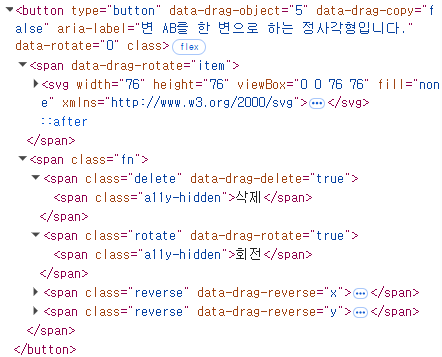 <button type="button" data-drag-object="5" data-drag-copy="
false" aria-label="변 AB를 한 변으로 하는 정사각형입니다."
data-rotate="0" class> flex
<span data-drag-rotate="item">
<svg width="76" height="76" viewBox="0 0 76 76" fill="non
e" xmlns="http://www.w3.org/2000/svg"> ••• </svg>
::after
</span>
<span class="fn">
<span class="delete" data-drag-delete="true">
<span class="a11y-hidden">삭제</span>
</span>
<span class="rotate" data-drag-rotate="true">
<span class="a11y-hidden">회전</span>
</span>
<span class="reverse" data-drag-reverse="x"> ••• </span>
<span class="reverse" data-drag-reverse="y"> ••• </span>
</span>
</button>